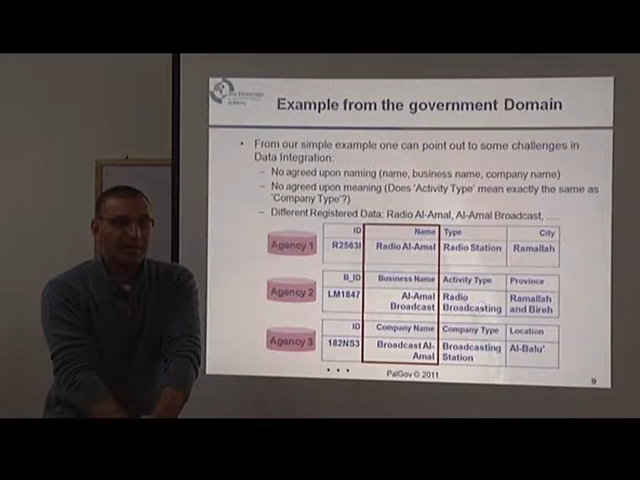 Example from the government Domain
• From our simple example one can point out to some challenges in
Data Integration:
– No agreed upon naming (name, business name, company name)
– No agreed upon meaning (Does 'Activity Type' mean exactly the same as
'Company Type'?)
– Different Registered Data: Radio Al-Amal, Al-Amal Broadcast, ....
ID Name Type City
Agency 1 R2563I Radio Al-Amal Radio Station Ramallah
B_ID Business Name Activity Type Province
Agency 2 LM1847 Al-Amal Broadcast Radio Broadcasting Ramallah and Bireh
ID Company Name Company Type Location
Agency 3 182NS3 Broadcast Al-Amal Broadcasting Station Al-Balu'
• • •
PalGov © 2011
9